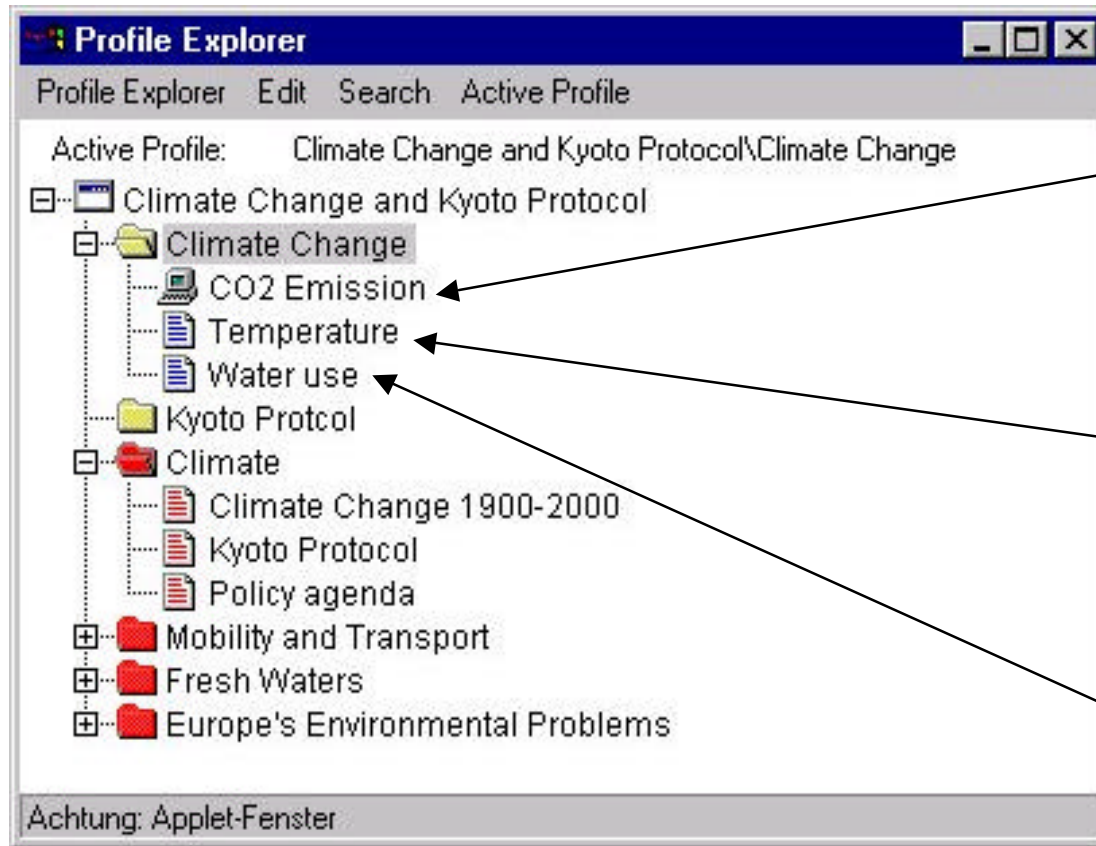 Profile Explorer
Profile Explorer Edit Search Active Profile
Active Profile: Climate Change and Kyoto Protocol\Climate Change
Climate Change and Kyoto Protocol
Climate Change
CO2 Emission
Temperature
Water use
Kyoto Protcol
Climate
Climate Change 1900-2000
Kyoto Protocol
Policy agenda
Mobility and Transport
Fresh Waters
Europe's Environmental Problems
Achtung: Applet-Fenster